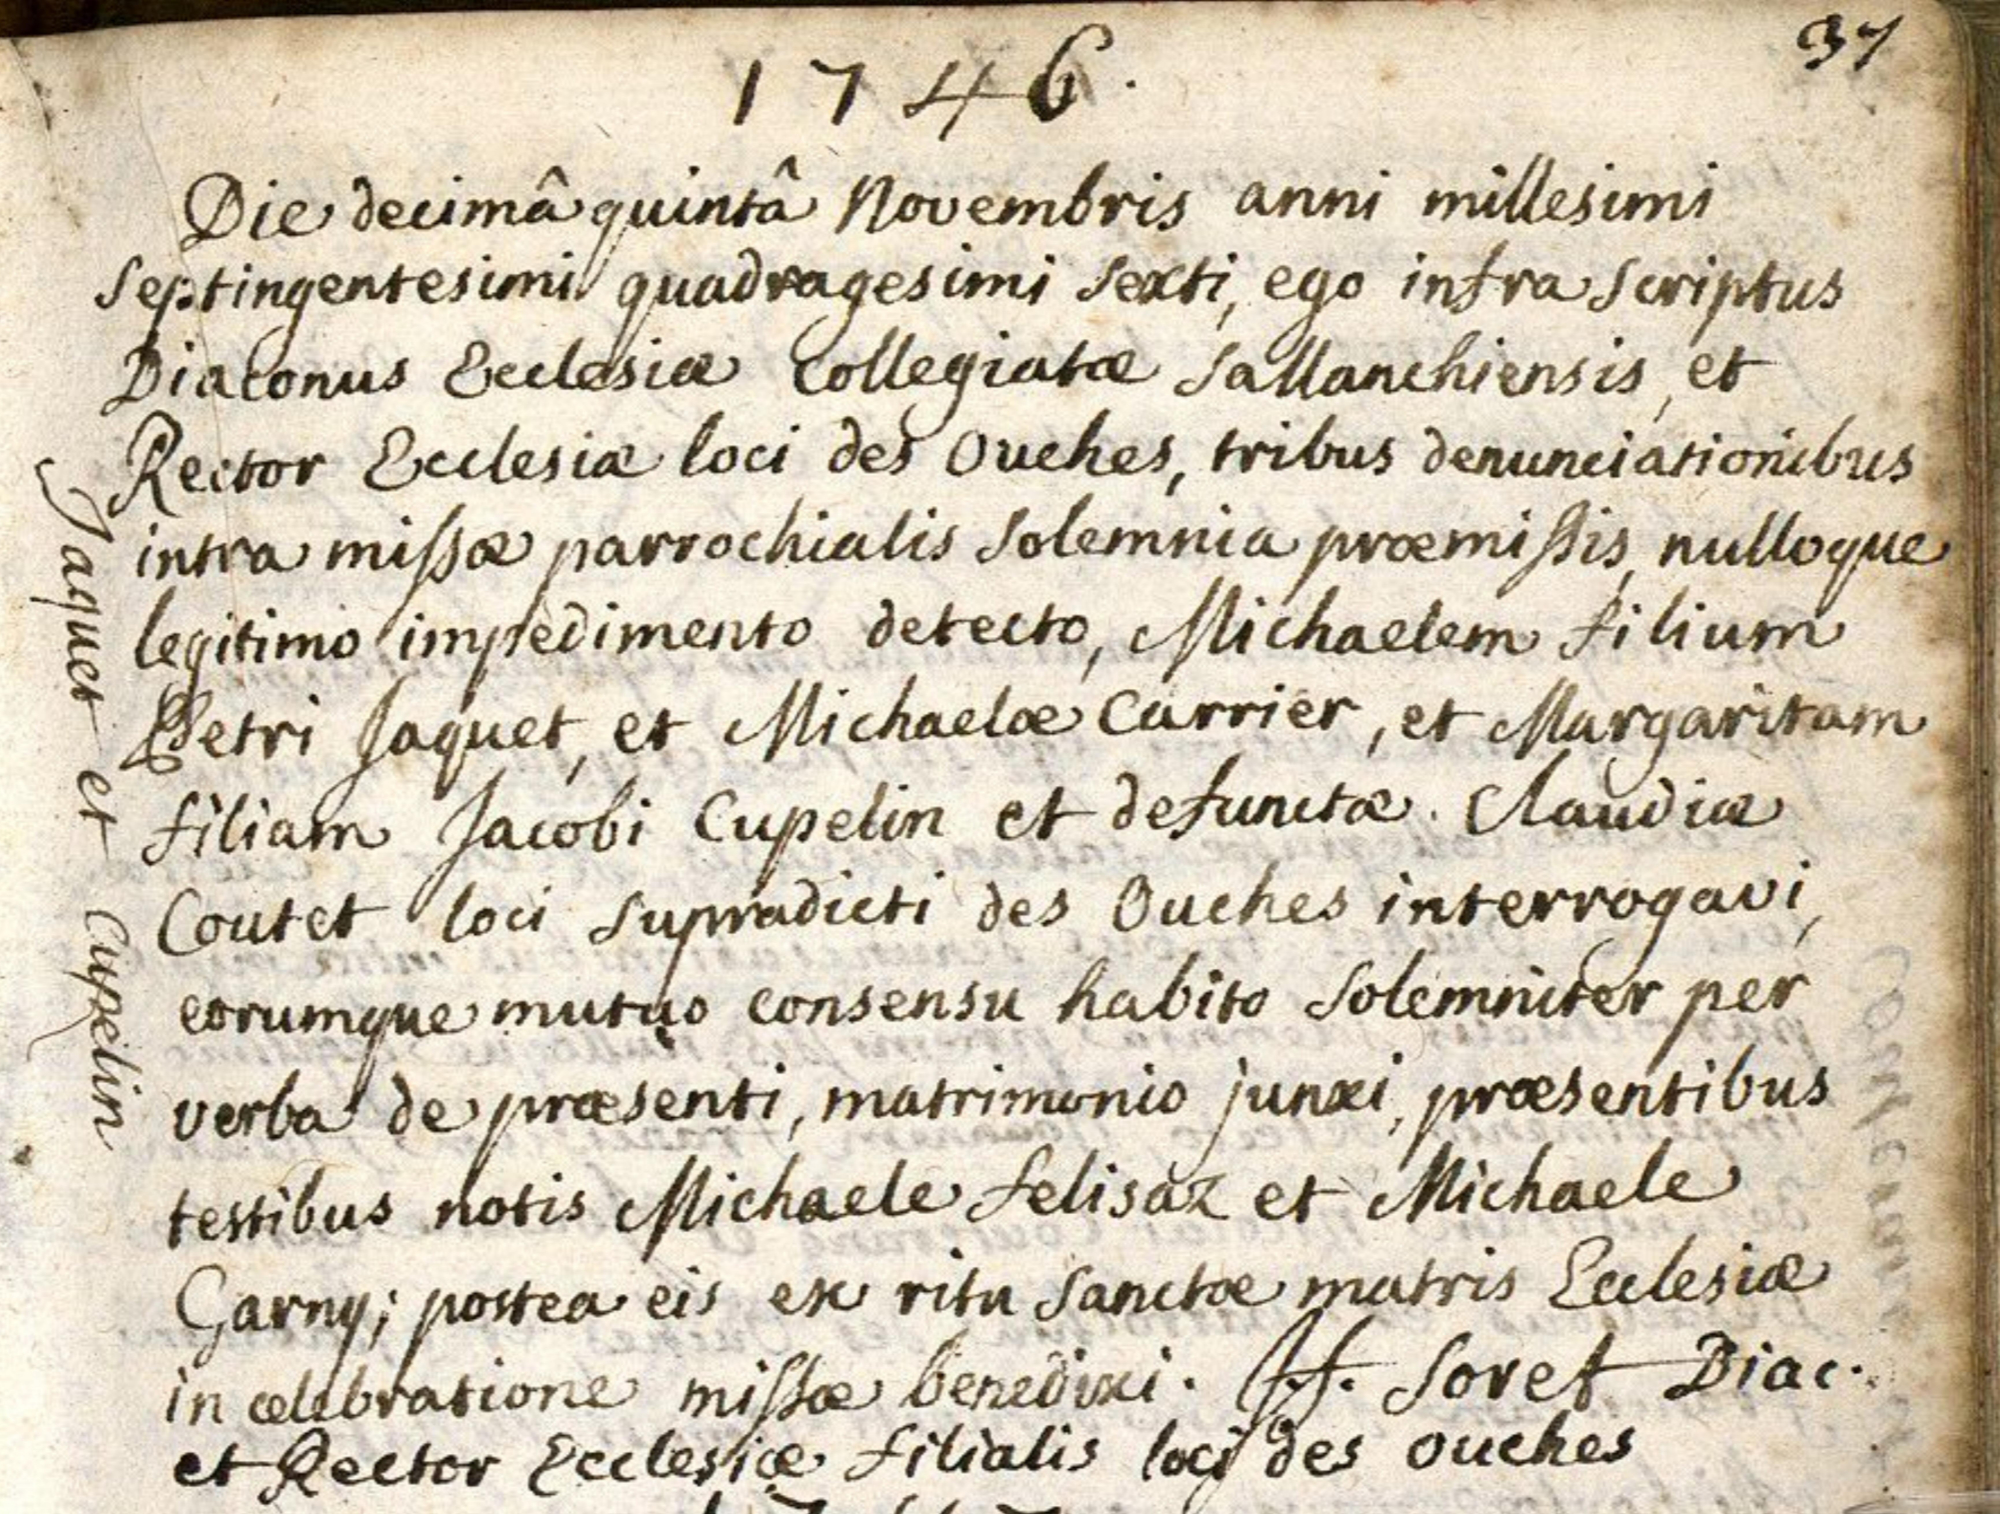 37
1746.
Die decimâ quintâ Novembris anni millesimi
septingentesimi quadragesimi sexti, ego infra scriptus
Diaconus Ecclesiæ Collegiatæ Sallanchiensis, et
Rector Ecclesiæ loci des Ouches, tribus denunciationibus
intra missæ parrochialis solemnia præmissis, nulloque
legitimo impedimento detecto, Michaelem filium
Petri Jaquet, et Michaelæ Carrier, et Margaritam
filiam Jacobi Cupelin et defunctæ. Claudiæ
Coutet loci supradicti des Ouches interrogavi,
eorumque mutuo consensu habito solemniter per
verba de præsenti, matrimonio junxi, præsentibus
testibus notis Michaele felisaz et Michaele
Garny; postea eis ex ritu sanctæ matris Ecclesiæ
in celebratione missæ benedixi. Soret Diac.
et Rector Ecclesiæ filialis loci des Ouches
Jaquet et Cupelin